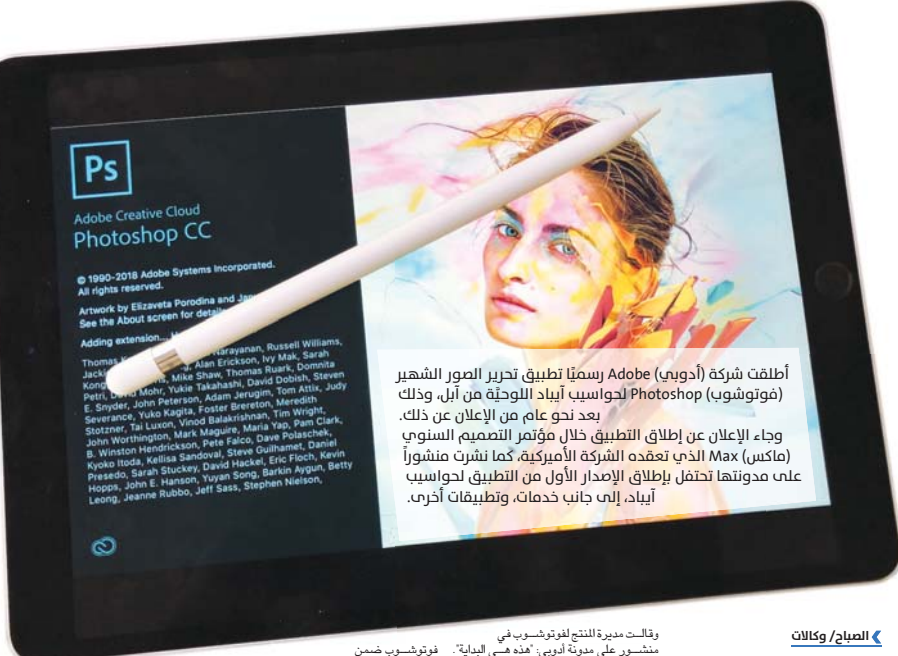 Ps
Adobe Creative Cloud
Photoshop CC
© 1990-2018 Adobe Systems Incorporated.
All rights reserved.
Artwork by Elizaveta Porodina and
See the About screen for
Adding extension...
Thomas Narayanan, Russell Williams,
Alan Erickson, Ivy Mak, Sarah
Kong Mike Shaw, Thomas Ruark, Domnita
Petri, David Mohr, Yukie Takahashi, David Dobish, Steven
E. Snyder, John Peterson, Adam Jerugim, Tom Attix, Judy
Severance, Yuko Kagita, Foster Brereton, Meredith
Stotzner, Tai Luxon, Vinod Balakrishnan, Tim Wright,
John Worthington, Mark Maguire, Maria Yap, Pam Clark,
B. Winston Hendrickson, Pete Falco, Dave Polaschek,
Kyoko Itoda, Kellisa Sandoval, Steve Guilhamet, Daniel
Presedo, Sarah Stuckey, David Hackel, Eric Floch, Kevin
Hopps, John E. Hanson, Yuyan Song, Barkin Aygun, Betty
Leong, Jeanne Rubbo, Jeff Sass, Stephen Nielson,
أطلقت شركة (أدوبي) Adobe رسميًا تطبيق تحرير الصور الشهير
(فوتوشوب) Photoshop لحواسيب آيباد اللوحيَّة من آبل، وذلك
بعد نحو عام من الإعلان عن ذلك.
وجاء الإعلان عن إطلاق التطبيق خلال مؤتمر التصميم السنوي
(ماكس) Max الذي تعقده الشركة الأميركية، كما نشرت منشوراً
على مدونتها تحتفل بإطلاق الإصدار الأول من التطبيق لحواسيب
آيباد، إلى جانب خدمات، وتطبيقات أخرى.
الصباح/ وكالات
وقالت مديرة المنتج لفوتوشوب في
منشور على مدونة أدوبي: "هذه هي البداية".
فوتوشوب ضمن